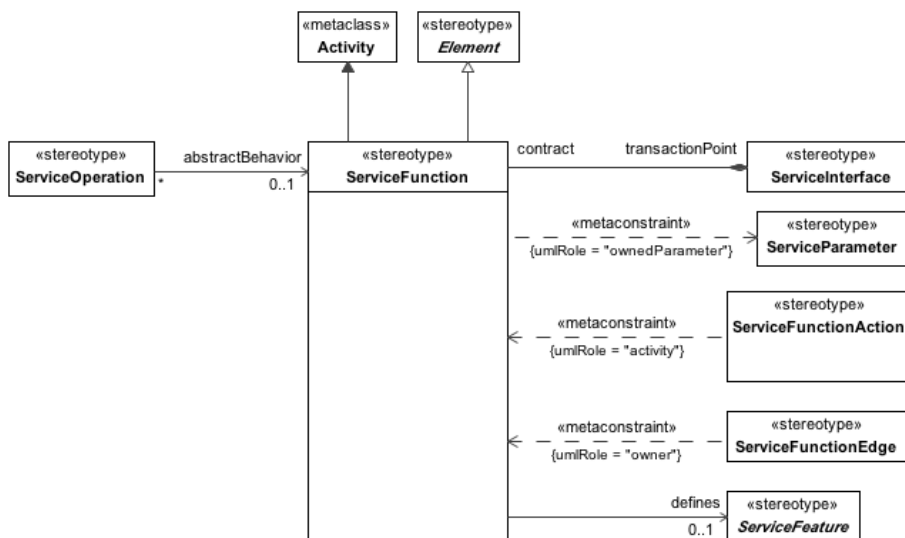 «metaclass»
Activity
«stereotype»
Element
«stereotype»
ServiceOperation
abstractBehavior
*
0..1
«stereotype»
ServiceFunction
contract
transactionPoint
«stereotype»
ServiceInterface
«metaconstraint»
{umlRole = "ownedParameter"}
«stereotype»
ServiceParameter
«metaconstraint»
{umlRole = "activity"}
«stereotype»
ServiceFunctionAction
«metaconstraint»
{umlRole = "owner"}
«stereotype»
ServiceFunctionEdge
defines
0..1
«stereotype»
ServiceFeature